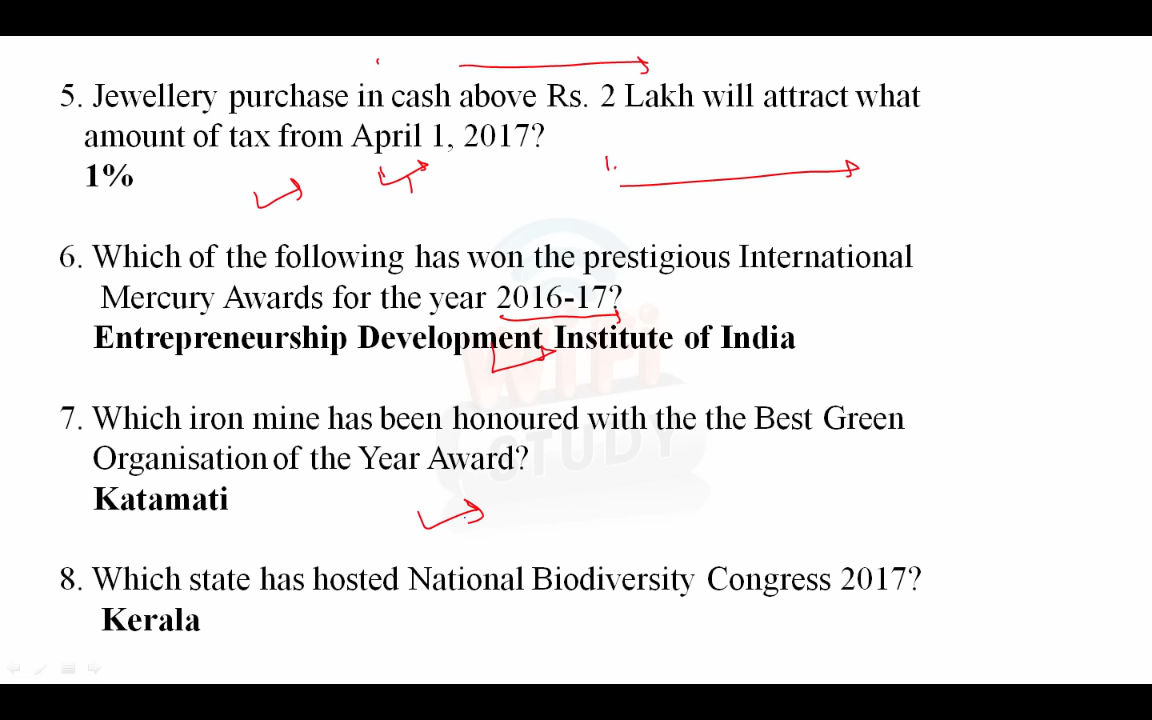 5. Jewellery purchase in cash above Rs. 2 Lakh will attract what
amount of tax from April 1, 2017?
1%
6. Which of the following has won the prestigious International
Mercury Awards for the year 2016-17?
Entrepreneurship Development Institute of India
WiFi
STUDY
7. Which iron mine has been honoured with the the Best Green
Organisation of the Year Award?
Katamati
8. Which state has hosted National Biodiversity Congress 2017?
Kerala